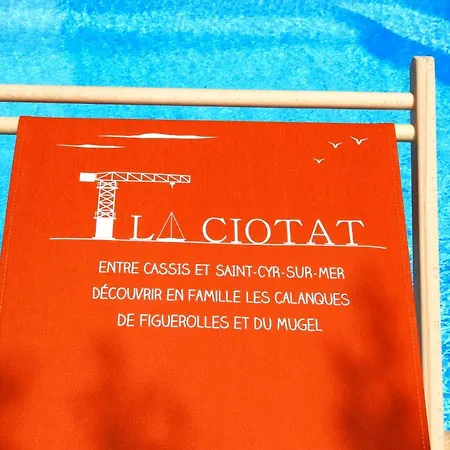 LA CIOTAT
ENTRE CASSIS ET SAINT-CYR-SUR-MER
DÉCOUVRIR EN FAMILLE LES CALANQUES
DE FIGUEROLLES ET DU MUGEL